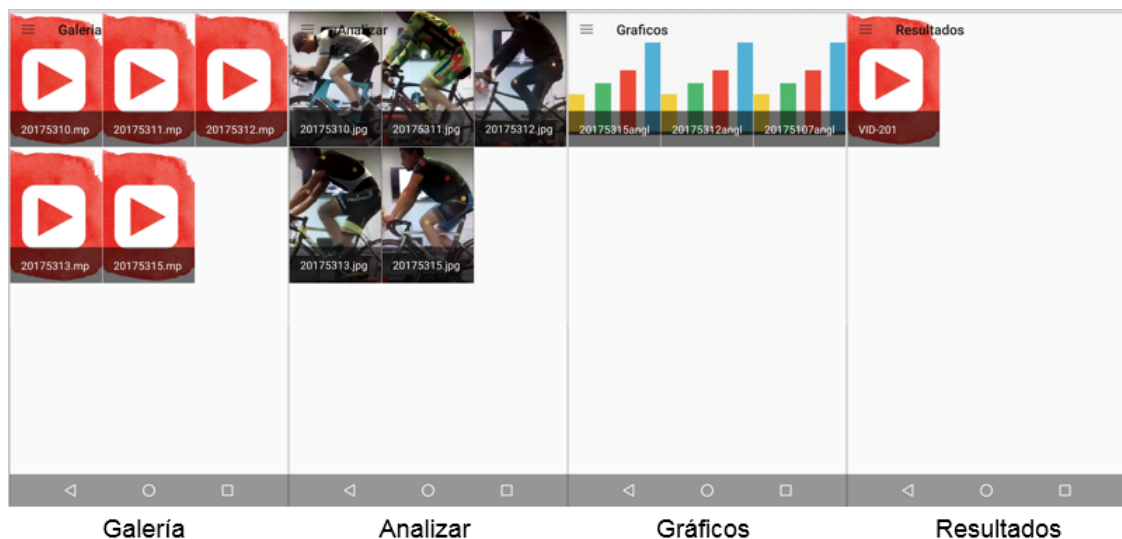 Galeria
20175310.mp
20175311.mp
20175312.mp
20175313.mp
20175315.mp
Analizar
20175310.jpg
20175311.jpg
20175312.jpg
20175313.jpg
20175315.jpg
Graficos
20175315angl
20175312angl
20175107angl
Resultados
VID-201
Galería
Analizar
Gráficos
Resultados